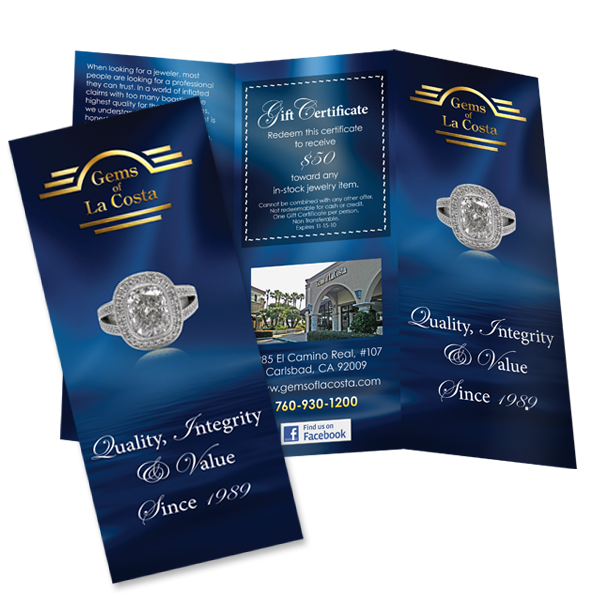 Gems
of
La Costa
Quality, Integrity
& Value
Since 1989
When looking for a jeweler, most
people are looking for a professional
they can trust. In a world of inflated
claims with too many
highest quality for the
we
is
Gift Certificate
Redeem this certificate
to receive
$50
toward any
in-stock jewelry item.
Cannot be combined with any other offer.
Not redeemable for cash or credit.
One Gift Certificate per person.
Non Transferable.
Expires 11-15-10
85 El Camino Real, #107
Carlsbad, CA 92009
www.gemsoflacosta.com
760-930-1200
f Find us on
Facebook
Gems
of
La Costa
Quality, Integrity
& Value
Since 1989